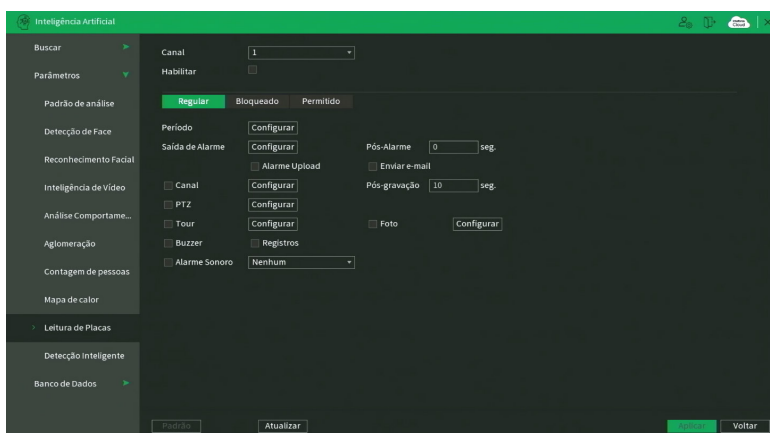 Inteligência Artificial
Cloud
Buscar
Parâmetros
Padrão de análise
Detecção de Face
Reconhecimento Facial
Inteligência de Vídeo
Análise Comportame...
Aglomeração
Contagem de pessoas
Mapa de calor
Leitura de Placas
Detecção Inteligente
Banco de Dados
Canal 1
Habilitar
Regular Bloqueado Permitido
Período Configurar
Saída de Alarme Configurar Pós-Alarme 0 seg.
Alarme Upload Enviar e-mail
Canal Configurar Pós-gravação 10 seg.
PTZ Configurar
Tour Configurar Foto Configurar
Buzzer Registros
Alarme Sonoro Nenhum
Padrão Atualizar Aplicar Voltar